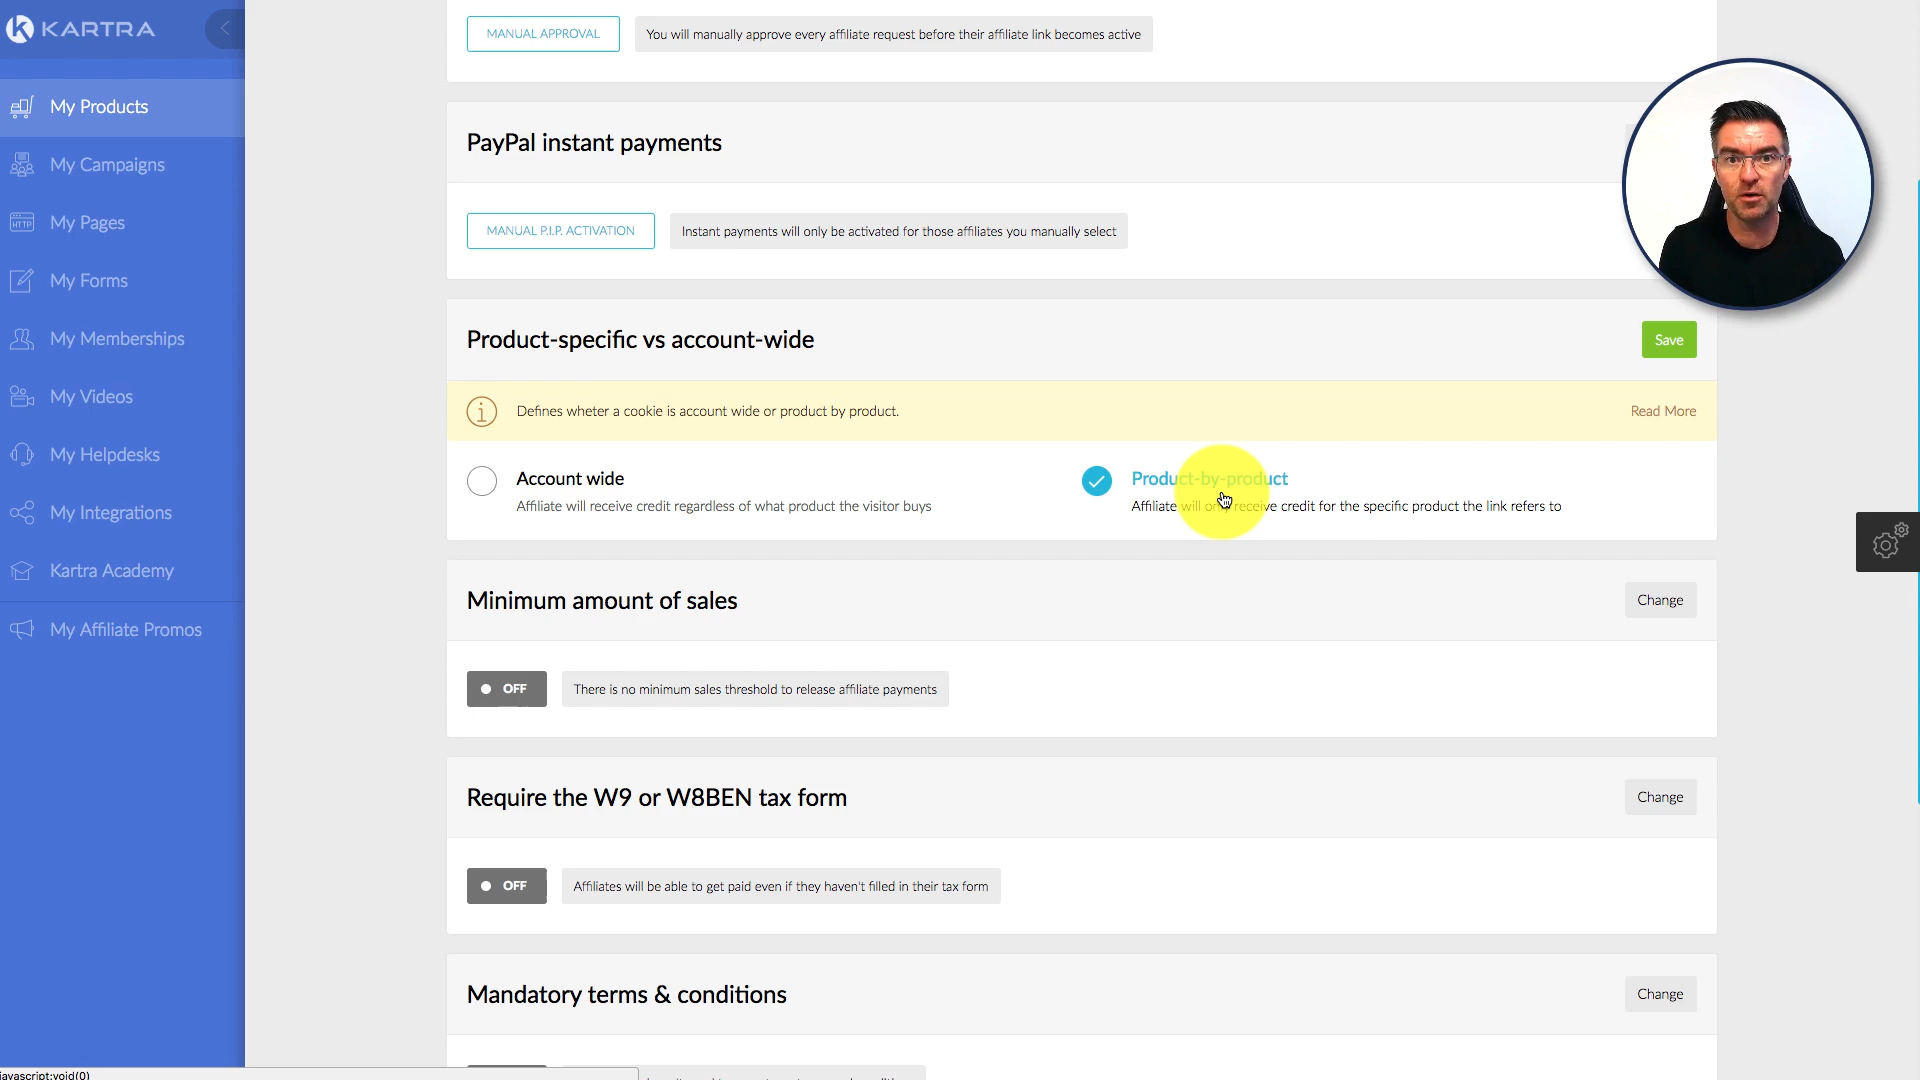 KARTRA
My Products
My Campaigns
My Pages
My Forms
My Memberships
My Videos
My Helpdesks
My Integrations
Kartra Academy
My Affiliate Promos
HTTP
MANUAL APPROVAL
You will manually approve every affiliate request before their affiliate link becomes active
PayPal instant payments
MANUAL P.I.P. ACTIVATION
Instant payments will only be activated for those affiliates you manually select
Product-specific vs account-wide
Save
Defines wheter a cookie is account wide or product by product.
Read More
Account wide
Affiliate will receive credit regardless of what product the visitor buys
Product-by-product
Affiliate will only receive credit for the specific product the link refers to
Minimum amount of sales
Change
OFF
There is no minimum sales threshold to release affiliate payments
Require the W9 or W8BEN tax form
Change
OFF
Affiliates will be able to get paid even if they haven't filled in their tax form
Mandatory terms & conditions
Change
javascript:void(0)